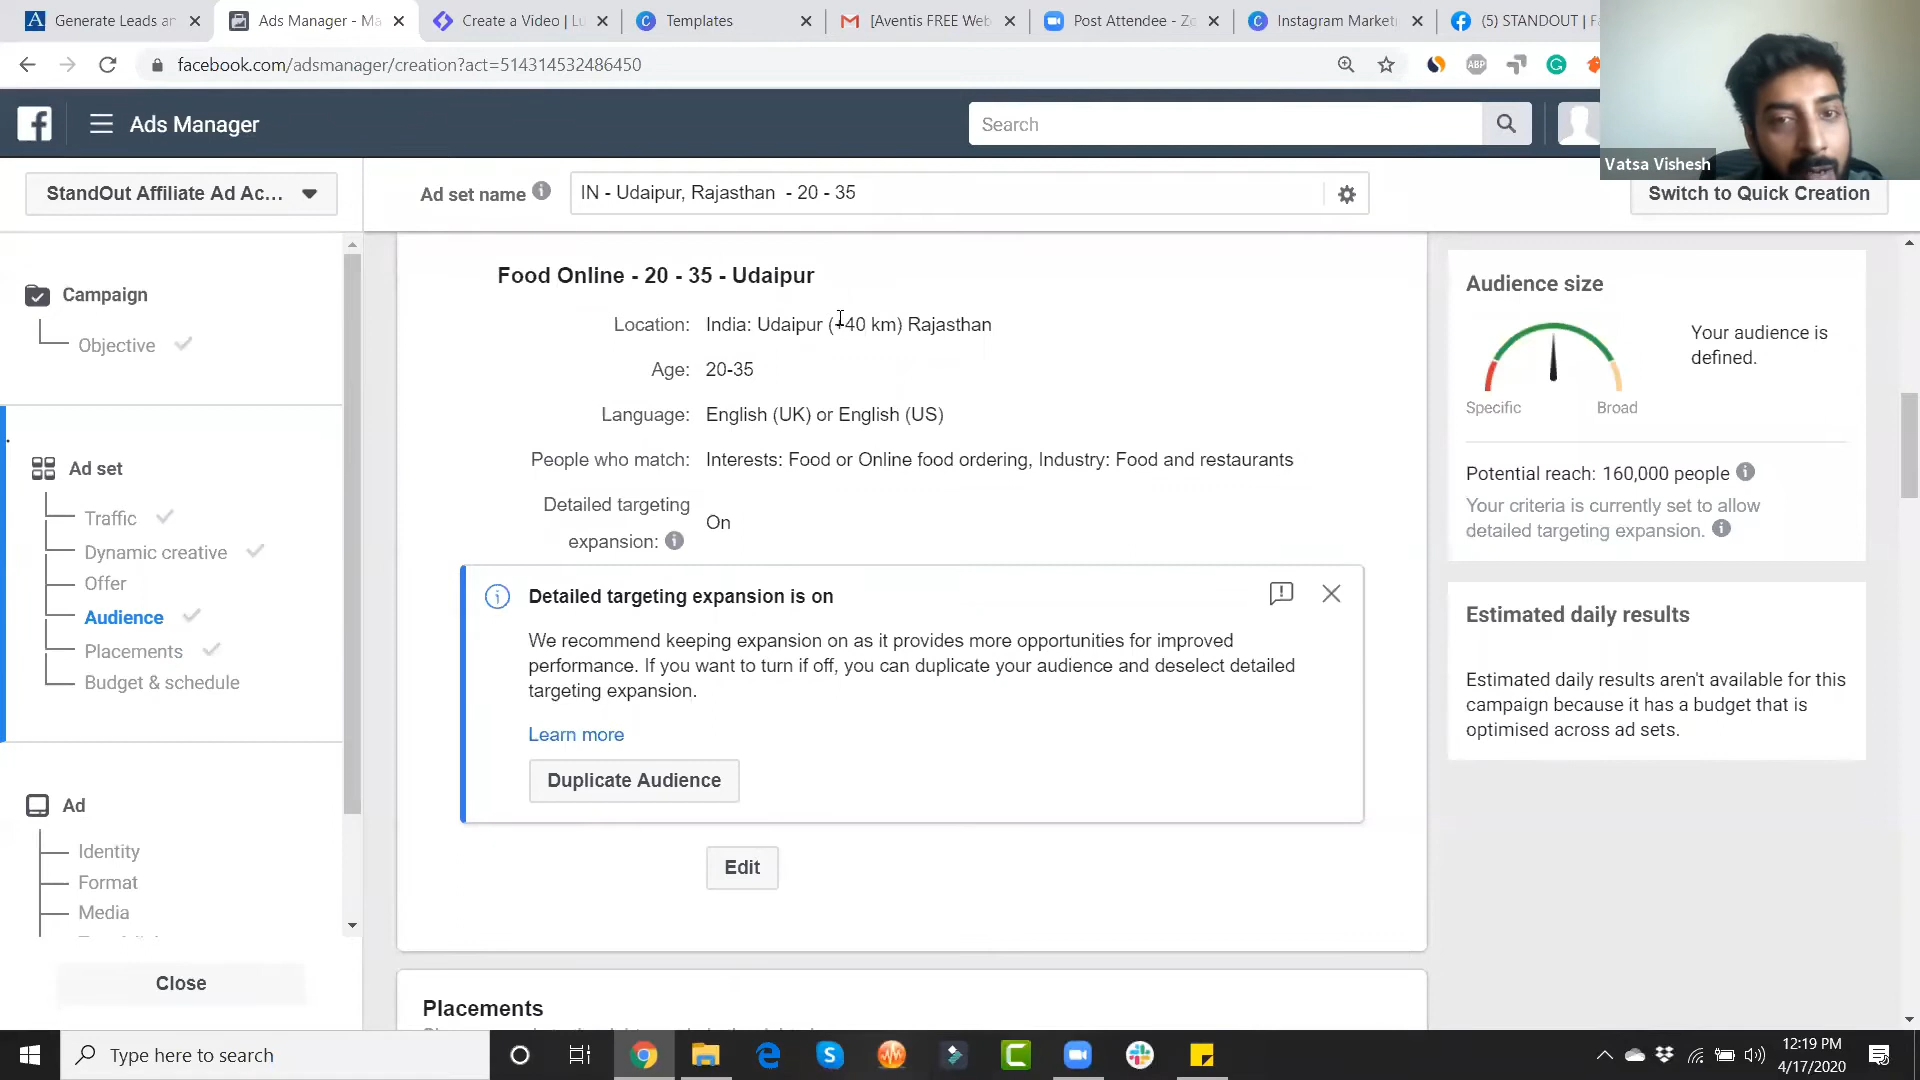 Generate Leads an
Ads Manager - Ma
Create a Video | Lu
Templates
[Aventis FREE Web
Post Attendee - Ze
Instagram Marketi
(5) STANDOUT | Fa
facebook.com/adsmanager/creation?act=514314532486450
ABP
Ads Manager
Search
Vatsa Vishesh
StandOut Affiliate Ad Ac...
Ad set name
IN - Udaipur, Rajasthan - 20 - 35
Switch to Quick Creation
Campaign
Objective
Ad set
Traffic
Dynamic creative
Offer
Audience
Placements
Budget & schedule
Ad
Identity
Format
Media
Close
Food Online - 20 - 35 - Udaipur
Location: India: Udaipur (+40 km) Rajasthan
Age: 20-35
Language: English (UK) or English (US)
People who match: Interests: Food or Online food ordering, Industry: Food and restaurants
Detailed targeting
expansion: On
Detailed targeting expansion is on
We recommend keeping expansion on as it provides more opportunities for improved
performance. If you want to turn if off, you can duplicate your audience and deselect detailed
targeting expansion.
Learn more
Duplicate Audience
Edit
Placements
Audience size
Your audience is
defined.
Specific
Broad
Potential reach: 160,000 people
Your criteria is currently set to allow
detailed targeting expansion.
Estimated daily results
Estimated daily results aren't available for this
campaign because it has a budget that is
optimised across ad sets.
Type here to search
12:19 PM
4/17/2020